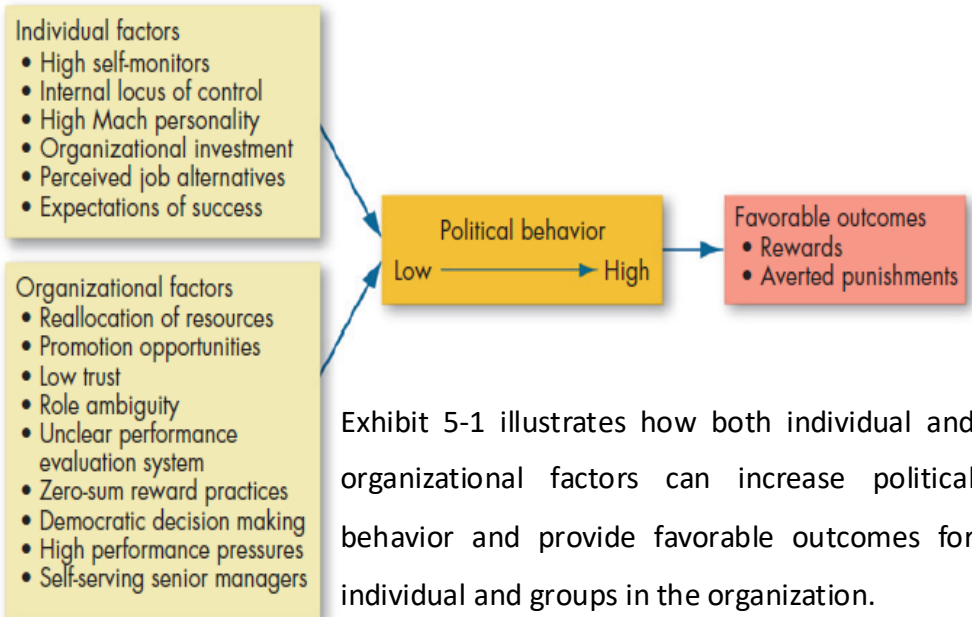 Individual factors
• High self-monitors
• Internal locus of control
• High Mach personality
• Organizational investment
• Perceived job alternatives
• Expectations of success
Organizational factors
• Reallocation of resources
• Promotion opportunities
• Low trust
• Role ambiguity
• Unclear performance
evaluation system
• Zero-sum reward practices
• Democratic decision making
• High performance pressures
• Self-serving senior managers
Political behavior
Low High
Favorable outcomes
• Rewards
• Averted punishments
Exhibit 5-1 illustrates how both individual and
organizational factors can increase political
behavior and provide favorable outcomes for
individual and groups in the organization.